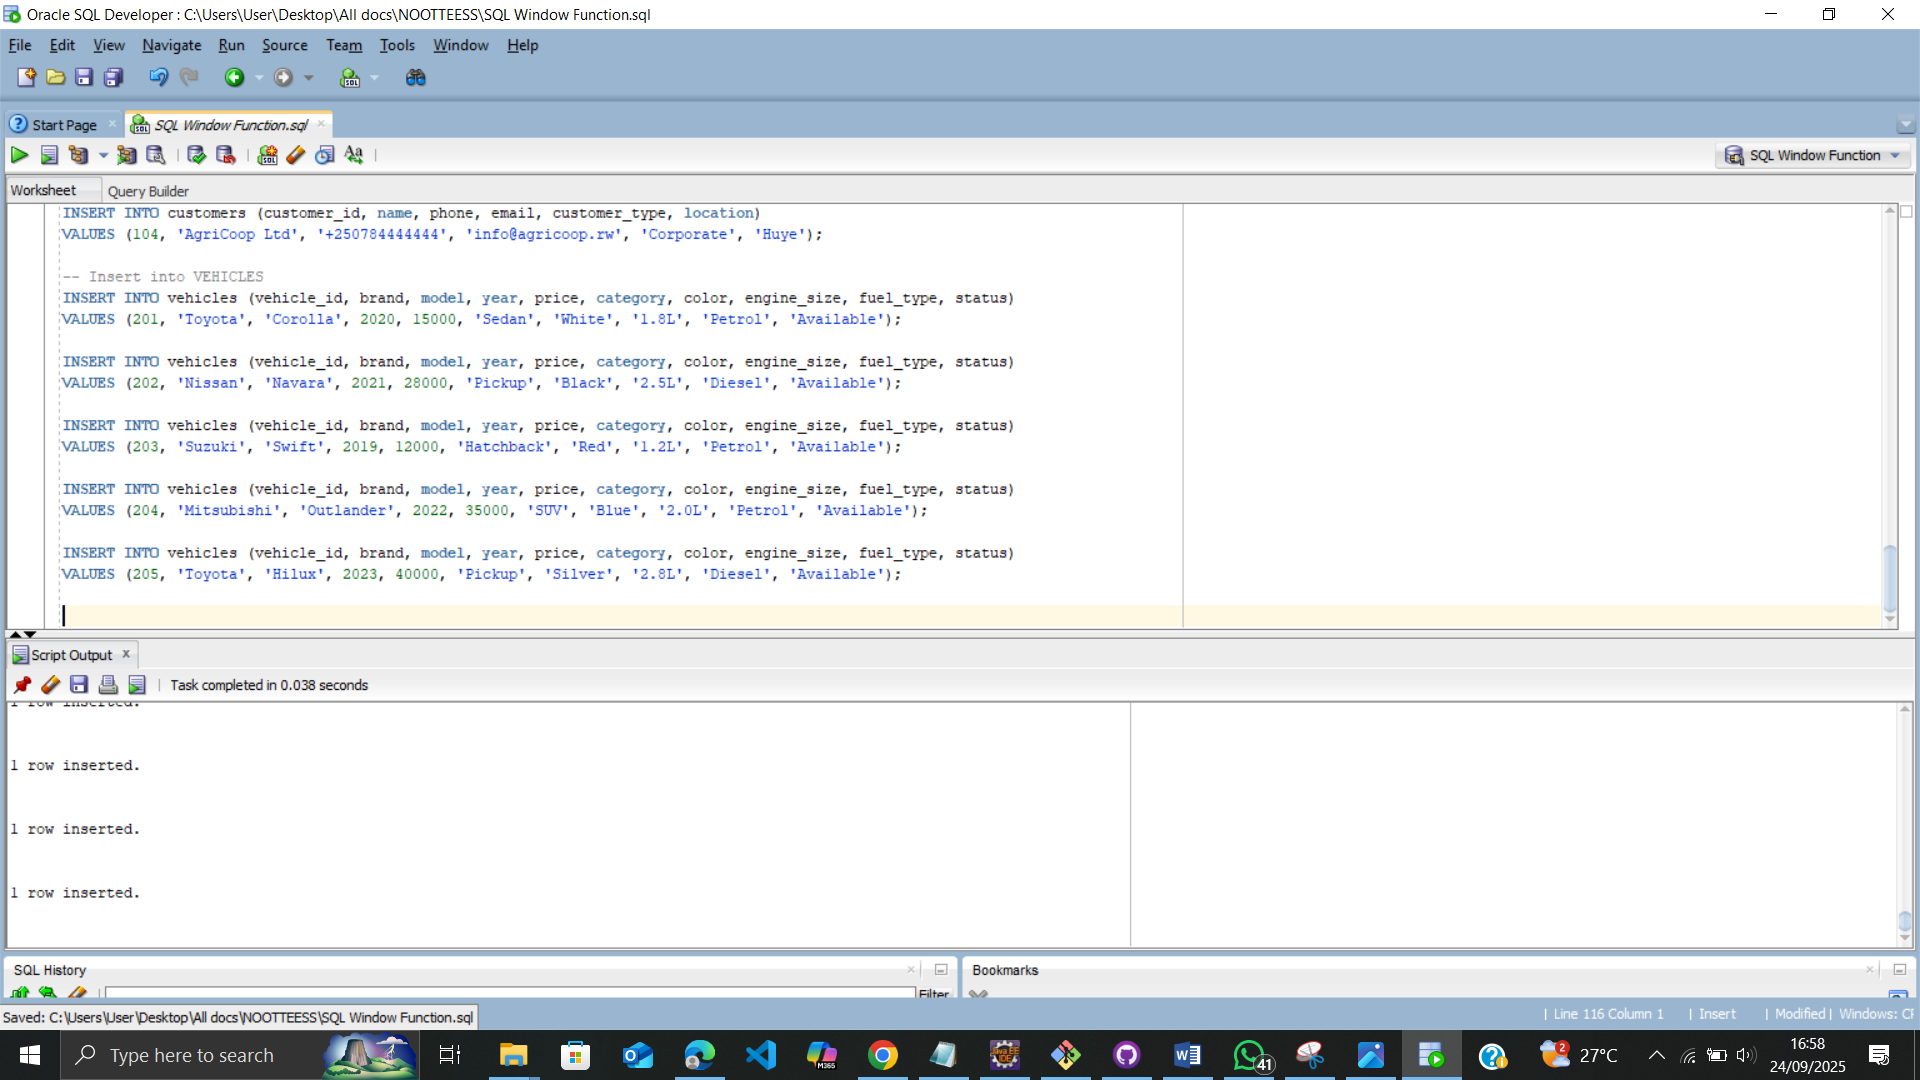 Oracle SQL Developer : C:\Users\User\Desktop\All docs\NOOTTEESS\SQL Window Function.sql
File Edit View Navigate Run Source Team Tools Window Help
Start Page
SQL Window Function.sql
SQL Window Function
Worksheet
Query Builder
INSERT INTO customers (customer_id, name, phone, email, customer_type, location)
VALUES (104, 'AgriCoop Ltd', '+250784444444', 'info@agricoop.rw', 'Corporate', 'Huye');
-- Insert into VEHICLES
INSERT INTO vehicles (vehicle_id, brand, model, year, price, category, color, engine_size, fuel_type, status)
VALUES (201, 'Toyota', 'Corolla', 2020, 15000, 'Sedan', 'White', '1.8L', 'Petrol', 'Available');
INSERT INTO vehicles (vehicle_id, brand, model, year, price, category, color, engine_size, fuel_type, status)
VALUES (202, 'Nissan', 'Navara', 2021, 28000, 'Pickup', 'Black', '2.5L', 'Diesel', 'Available');
INSERT INTO vehicles (vehicle_id, brand, model, year, price, category, color, engine_size, fuel_type, status)
VALUES (203, 'Suzuki', 'Swift', 2019, 12000, 'Hatchback', 'Red', '1.2L', 'Petrol', 'Available');
INSERT INTO vehicles (vehicle_id, brand, model, year, price, category, color, engine_size, fuel_type, status)
VALUES (204, 'Mitsubishi', 'Outlander', 2022, 35000, 'SUV', 'Blue', '2.0L', 'Petrol', 'Available');
INSERT INTO vehicles (vehicle_id, brand, model, year, price, category, color, engine_size, fuel_type, status)
VALUES (205, 'Toyota', 'Hilux', 2023, 40000, 'Pickup', 'Silver', '2.8L', 'Diesel', 'Available');
Script Output
Task completed in 0.038 seconds
1 row inserted.
1 row inserted.
1 row inserted.
1 row inserted.
SQL History
Bookmarks
Filter
Saved: C:\Users\User\Desktop\All docs\NOOTTEESS\SQL Window Function.sql
| Line 116 Column 1 | Insert | Modified | Windows: CF
Type here to search
41
2
27°C
16:58
24/09/2025